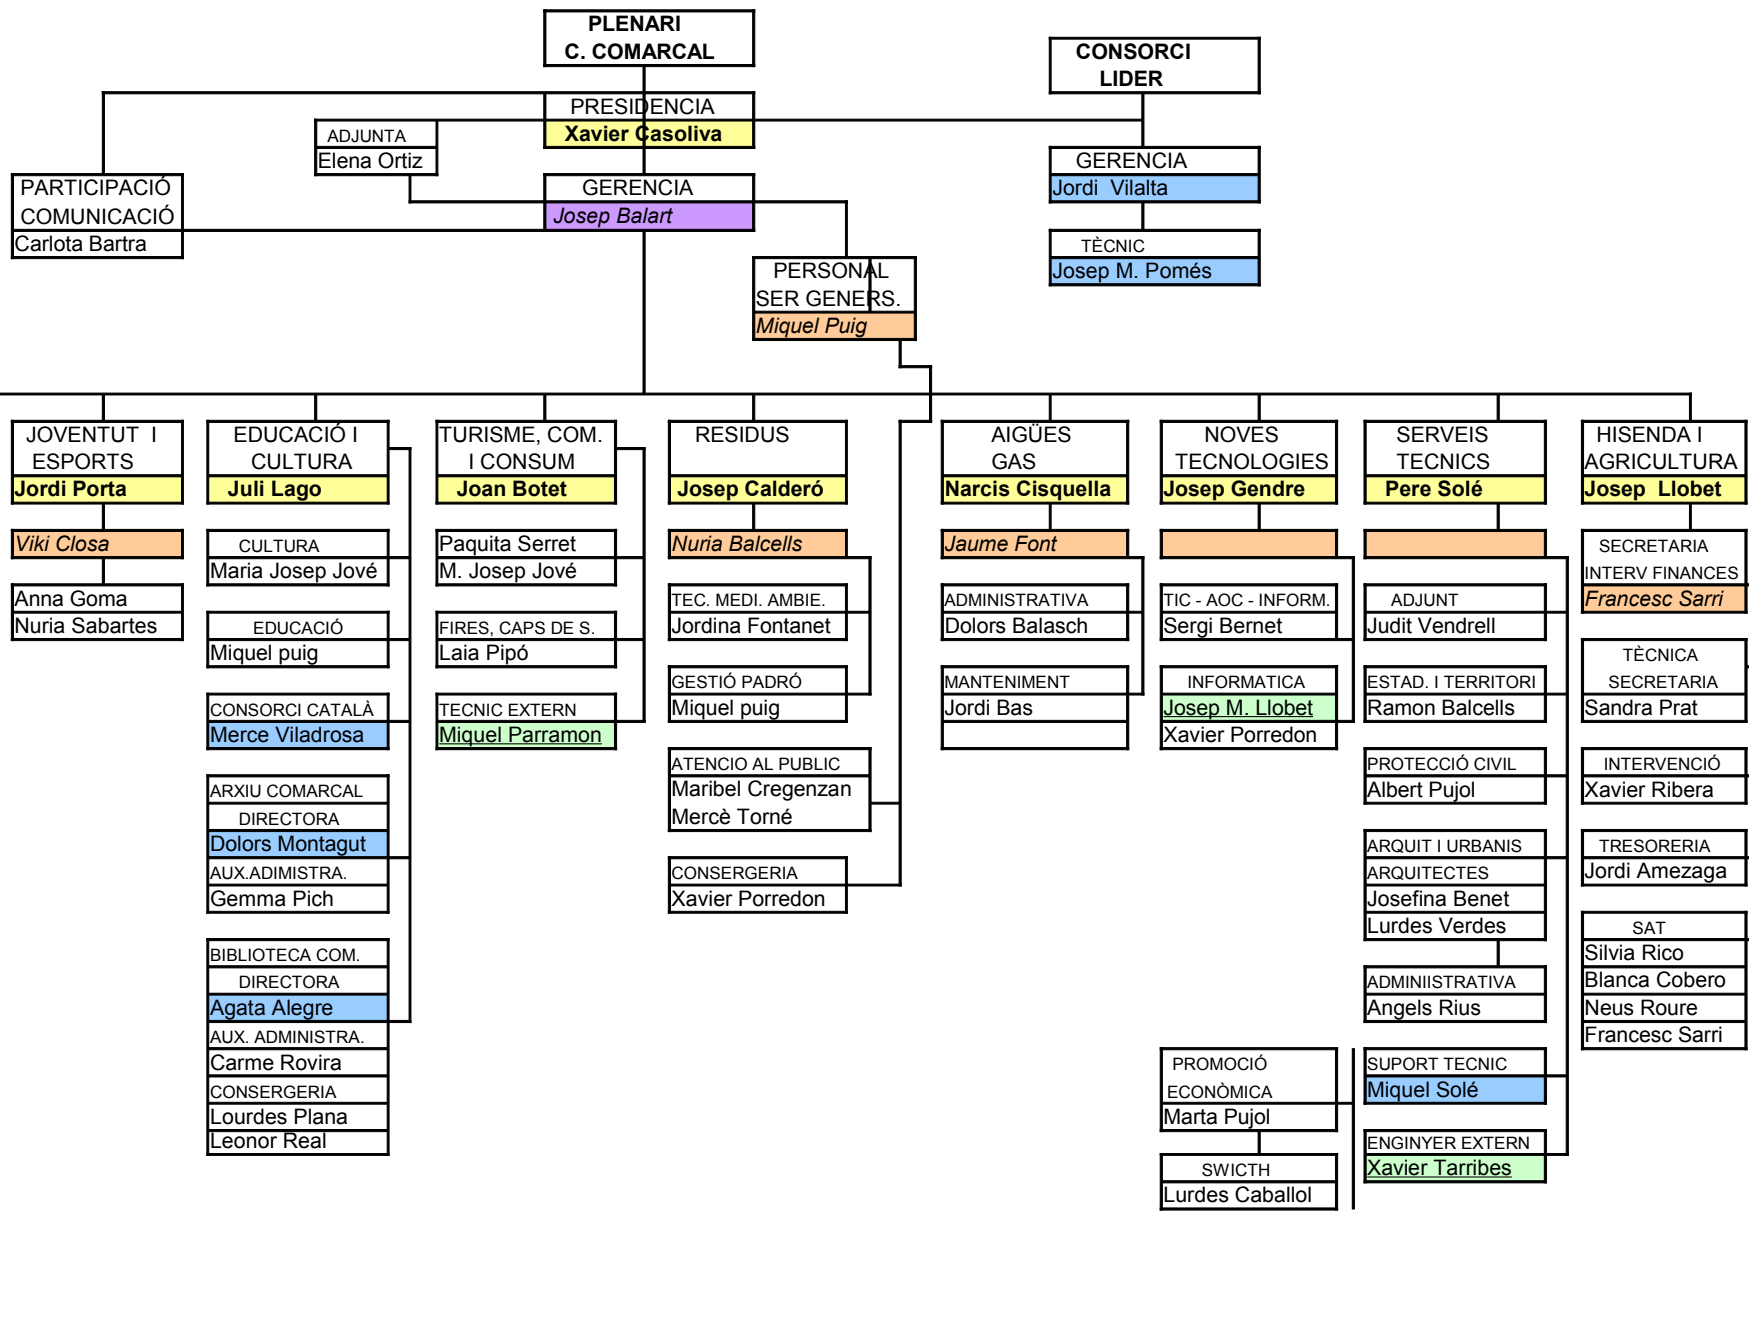 PLENARI
C. COMARCAL
CONSORCI
LIDER
PRESIDENCIA
Xavier Casoliva
ADJUNTA
Elena Ortiz
GERENCIA
Jordi Vilalta
PARTICIPACIÓ
COMUNICACIÓ
Carlota Bartra
GERENCIA
Josep Balart
TÈCNIC
Josep M. Pomés
PERSONAL
SER GENERS.
Miquel Puig
JOVENTUT I
ESPORTS
Jordi Porta
Viki Closa
Anna Goma
Nuria Sabartes
EDUCACIÓ I
CULTURA
Juli Lago
CULTURA
Maria Josep Jové
EDUCACIÓ
Miquel puig
CONSORCI CATALÀ
Merce Viladrosa
ARXIU COMARCAL
DIRECTORA
Dolors Montagut
AUX.ADIMISTRA.
Gemma Pich
BIBLIOTECA COM.
DIRECTORA
Agata Alegre
AUX. ADMINISTRA.
Carme Rovira
CONSERGERIA
Lourdes Plana
Leonor Real
TURISME, COM.
I CONSUM
Joan Botet
Paquita Serret
M. Josep Jové
FIRES, CAPS DE S.
Laia Pipó
TECNIC EXTERN
Miquel Parramon
RESIDUS
Josep Calderó
Nuria Balcells
TEC. MEDI. AMBIE.
Jordina Fontanet
GESTIÓ PADRÓ
Miquel puig
ATENCIO AL PUBLIC
Maribel Cregenzan
Mercè Torné
CONSERGERIA
Xavier Porredon
AIGÜES
GAS
Narcis Cisquella
Jaume Font
ADMINISTRATIVA
Dolors Balasch
MANTENIMENT
Jordi Bas
NOVES
TECNOLOGIES
Josep Gendre
TIC - AOC - INFORM.
Sergi Bernet
INFORMATICA
Josep M. Llobet
Xavier Porredon
PROMOCIÓ
ECONÒMICA
Marta Pujol
SWICTH
Lurdes Caballol
SERVEIS
TECNICS
Pere Solé
ADJUNT
Judit Vendrell
ESTAD. I TERRITORI
Ramon Balcells
PROTECCIÓ CIVIL
Albert Pujol
ARQUIT I URBANIS
ARQUITECTES
Josefina Benet
Lurdes Verdes
ADMINIISTRATIVA
Angels Rius
SUPORT TECNIC
Miquel Solé
ENGINYER EXTERN
Xavier Tarribes
HISENDA I
AGRICULTURA
Josep Llobet
SECRETARIA
INTERV FINANCES
Francesc Sarri
TÈCNICA
SECRETARIA
Sandra Prat
INTERVENCIÓ
Xavier Ribera
TRESORERIA
Jordi Amezaga
SAT
Silvia Rico
Blanca Cobero
Neus Roure
Francesc Sarri